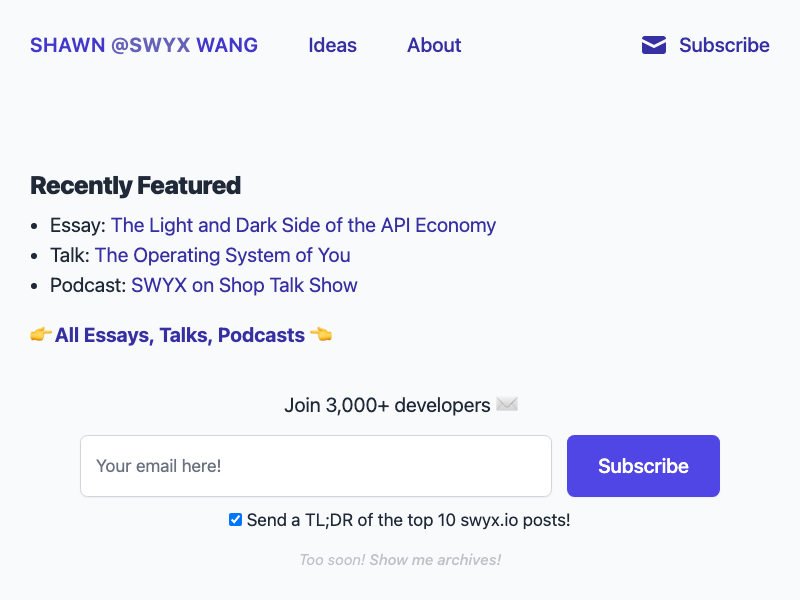 SHAWN @SWYX WANG Ideas About Subscribe
Recently Featured
• Essay: The Light and Dark Side of the API Economy
• Talk: The Operating System of You
• Podcast: SWYX on Shop Talk Show
👉 All Essays, Talks, Podcasts 👈
Join 3,000+ developers ✉️
Your email here! Subscribe
Send a TL;DR of the top 10 swyx.io posts!
Too soon! Show me archives!